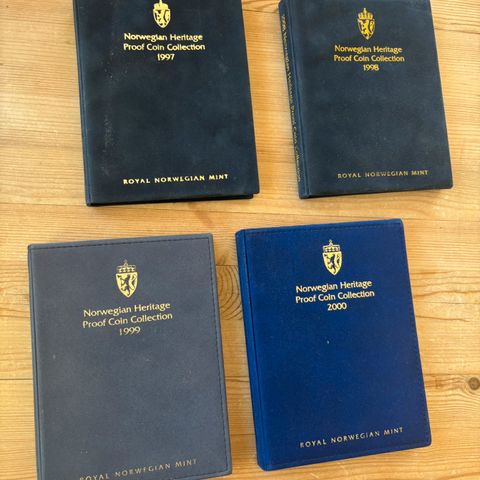 Norwegian Heritage
Proof Coin Collection
1997
ROYAL NORWEGIAN MINT
Norwegian Heritage
Proof Coin Collection
1998
ROYAL NORWEGIAN MINT
Norwegian Heritage
Proof Coin Collection
1999
ROYAL NORWEGIAN MINT
Norwegian Heritage
Proof Coin Collection
2000
ROYAL NORWEGIAN MINT